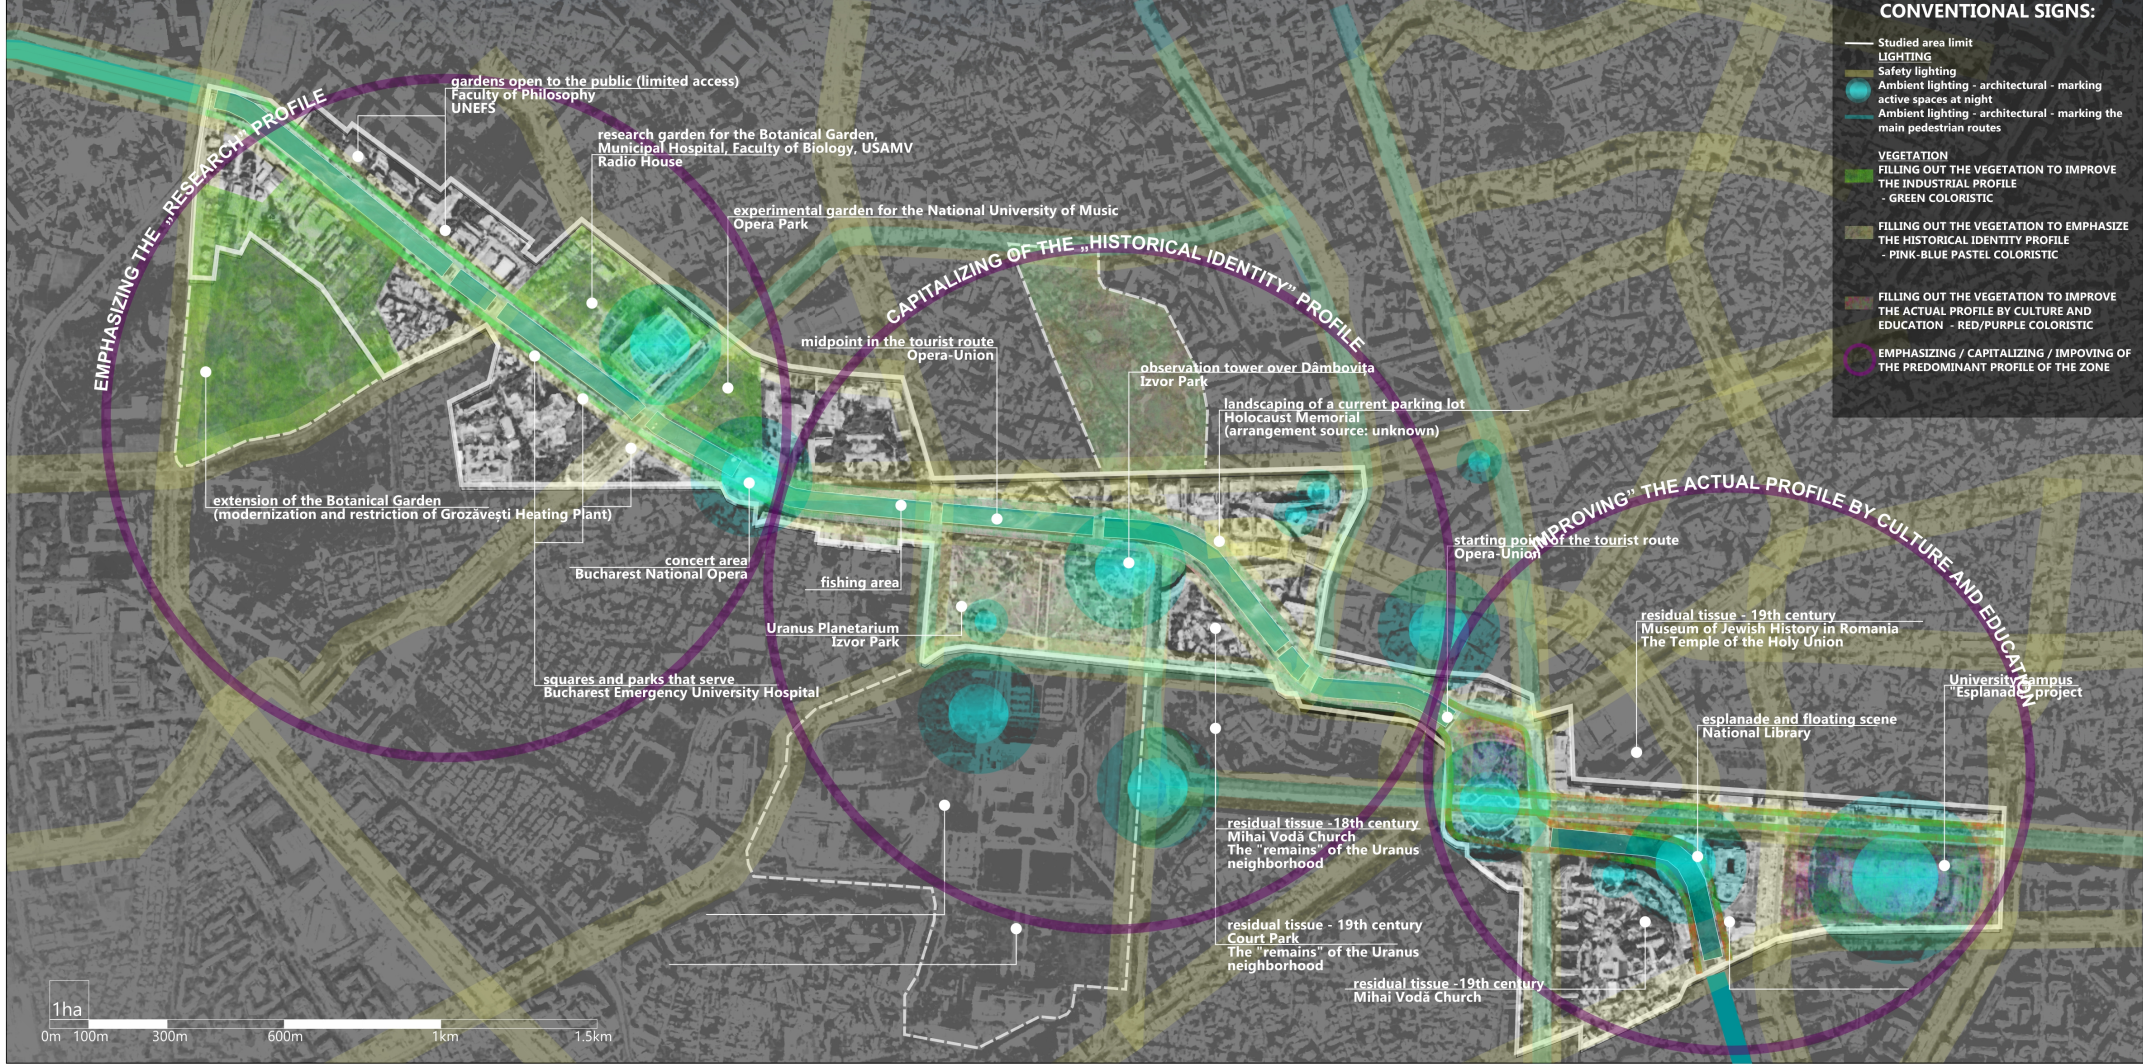 CONVENTIONAL SIGNS:
Studied area limit
LIGHTING
Safety lighting
Ambient lighting - architectural - marking
active spaces at night
Ambient lighting - architectural - marking the
main pedestrian routes
VEGETATION
FILLING OUT THE VEGETATION TO IMPROVE
THE INDUSTRIAL PROFILE
- GREEN COLORISTIC
FILLING OUT THE VEGETATION TO EMPHASIZE
THE HISTORICAL IDENTITY PROFILE
- PINK-BLUE PASTEL COLORISTIC
FILLING OUT THE VEGETATION TO IMPROVE
THE ACTUAL PROFILE BY CULTURE AND
EDUCATION - RED/PURPLE COLORISTIC
EMPHASIZING / CAPITALIZING / IMPOVING OF
THE PREDOMINANT PROFILE OF THE ZONE
EMPHASIZING THE „RESEARCH” PROFILE
gardens open to the public (limited access)
Faculty of Philosophy
UNEFS
research garden for the Botanical Garden,
Municipal Hospital, Faculty of Biology, USAMV
Radio House
experimental garden for the National University of Music
Opera Park
CAPITALIZING OF THE „HISTORICAL IDENTITY” PROFILE
midpoint in the tourist route
Opera-Union
observation tower over Dâmbovița
Izvor Park
landscaping of a current parking lot
Holocaust Memorial
(arrangement source: unknown)
extension of the Botanical Garden
(modernization and restriction of Grozăvești Heating Plant)
concert area
Bucharest National Opera
fishing area
Uranus Planetarium
Izvor Park
squares and parks that serve
Bucharest Emergency University Hospital
„IMPROVING” THE ACTUAL PROFILE BY CULTURE AND EDUCATION
starting point of the tourist route
Opera-Union
residual tissue - 19th century
Museum of Jewish History in Romania
The Temple of the Holy Union
University campus
"Esplanade" project
esplanade and floating scene
National Library
residual tissue -18th century
Mihai Vodă Church
The "remains" of the Uranus
neighborhood
residual tissue - 19th century
Court Park
The "remains" of the Uranus
neighborhood
residual tissue -19th century
Mihai Vodă Church
1ha
0m 100m 300m 600m 1km 1.5km